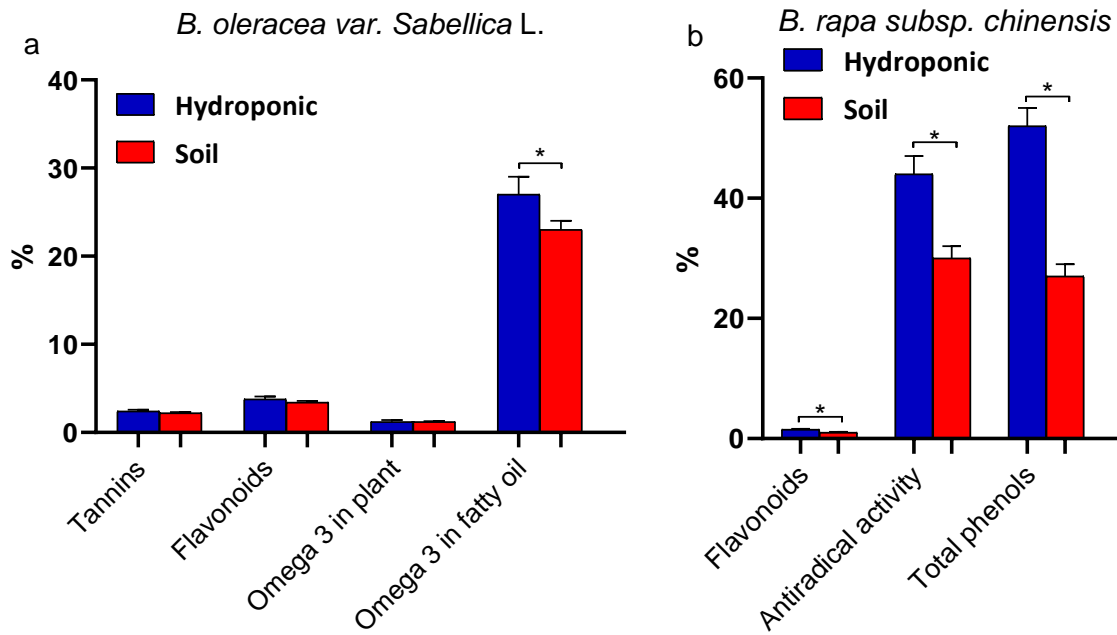 B. oleracea var. Sabellica L.
a
40
30
20
10
0
%
Hydroponic
Soil
*
Tannins
Flavonoids
Omega 3 in plant
Omega 3 in fatty oil
B. rapa subsp. chinensis
b
60
40
20
0
%
Hydroponic
Soil
*
*
*
Flavonoids
Antiradical activity
Total phenols